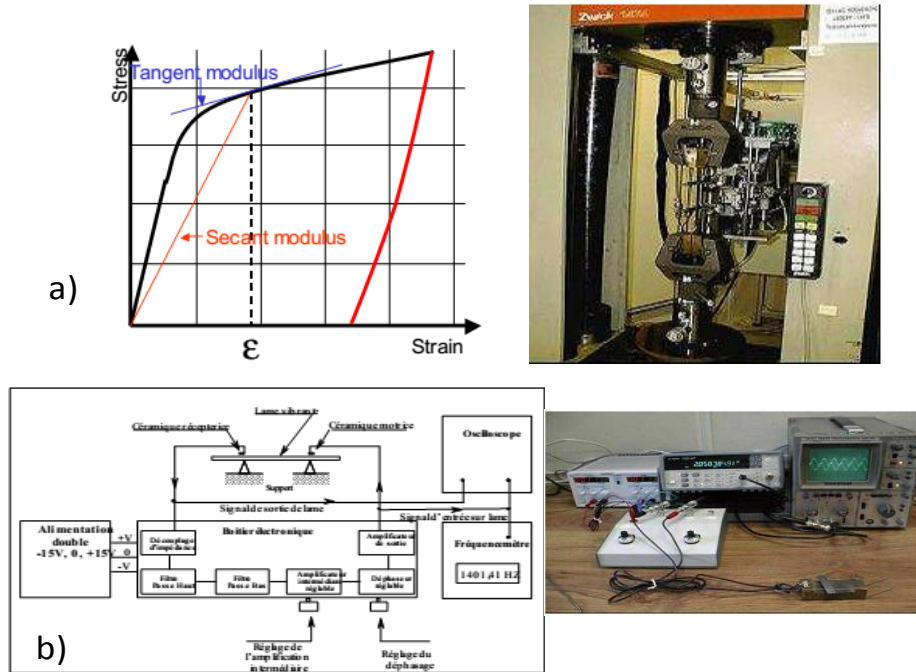 Stress
Tangent modulus
Secant modulus
a)
ε
Strain
Zwick
Lame vibrante
Céramique réceptrice
Céramique motrice
Oscilloscope
Support
Signal de sortie de lame
Signal d'entrée sur lame
Alimentation
double
-15V, 0, +15V
+V
0
-V
Boîtier électronique
Découplage
d'impédance
Amplificateur
de sortie
Filtre
Passe Haut
Filtre
Passe Bas
Amplificateur
intermédiaire
réglable
Déphaseur
réglable
Fréquencemètre
1401,41 HZ
Réglage de
l'amplification
intermédiaire
Réglage du
déphasage
b)